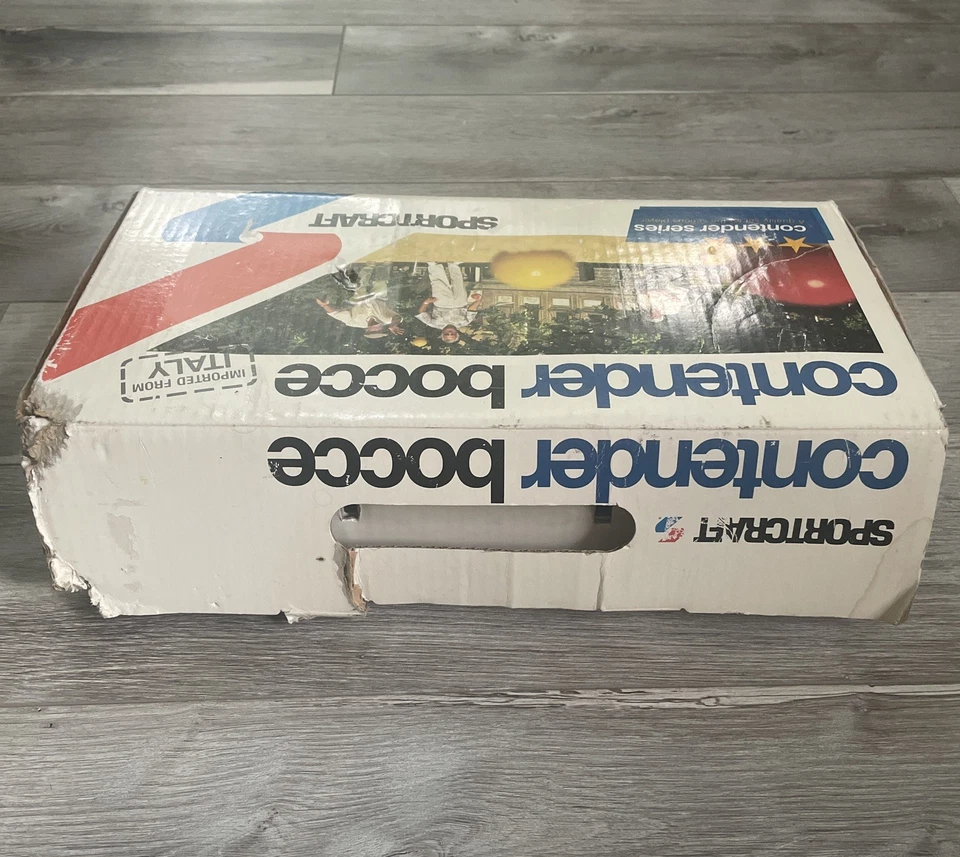 SPORTCRAFT
contender bocce
contender bocce
IMPORTED FROM
ITALY
SPORTCRAFT
contender series